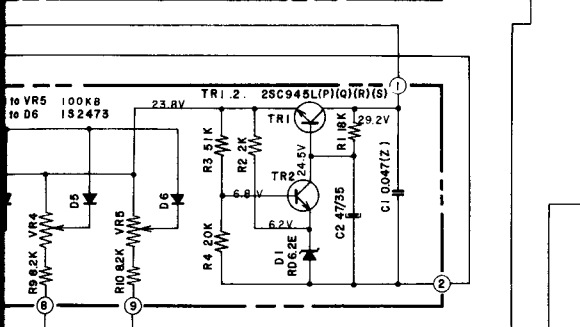 1
to VR5 100KB
to D6 1S2473
TR1.2. 2SC945L(P)(Q)(R)(S)
23.8V
TR1
29.2V
R1 18K
R3 51K
R2 2K
24.5V
TR2
6.8V
6.2V
C1 0.047(Z)
C2 47/35
D5
D6
VR4
VR5
R4 20K
D1
RD6.2E
R9 8.2K
R10 8.2K
2
8
9